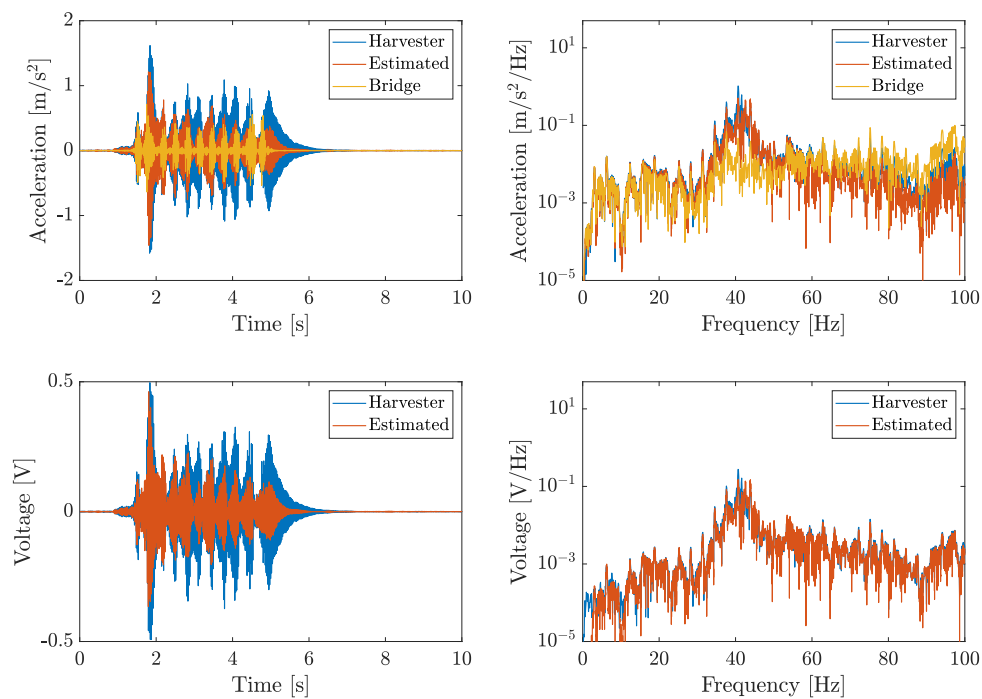 Acceleration [m/s²]
2
1
0
-1
-2
Harvester
Estimated
Bridge
0 2 4 6 8 10
Time [s]
Acceleration [m/s²/Hz]
10¹
10⁻¹
10⁻³
10⁻⁵
Harvester
Estimated
Bridge
0 20 40 60 80 100
Frequency [Hz]
Voltage [V]
0.5
0
-0.5
Harvester
Estimated
0 2 4 6 8 10
Time [s]
Voltage [V/Hz]
10¹
10⁻¹
10⁻³
10⁻⁵
Harvester
Estimated
0 20 40 60 80 100
Frequency [Hz]